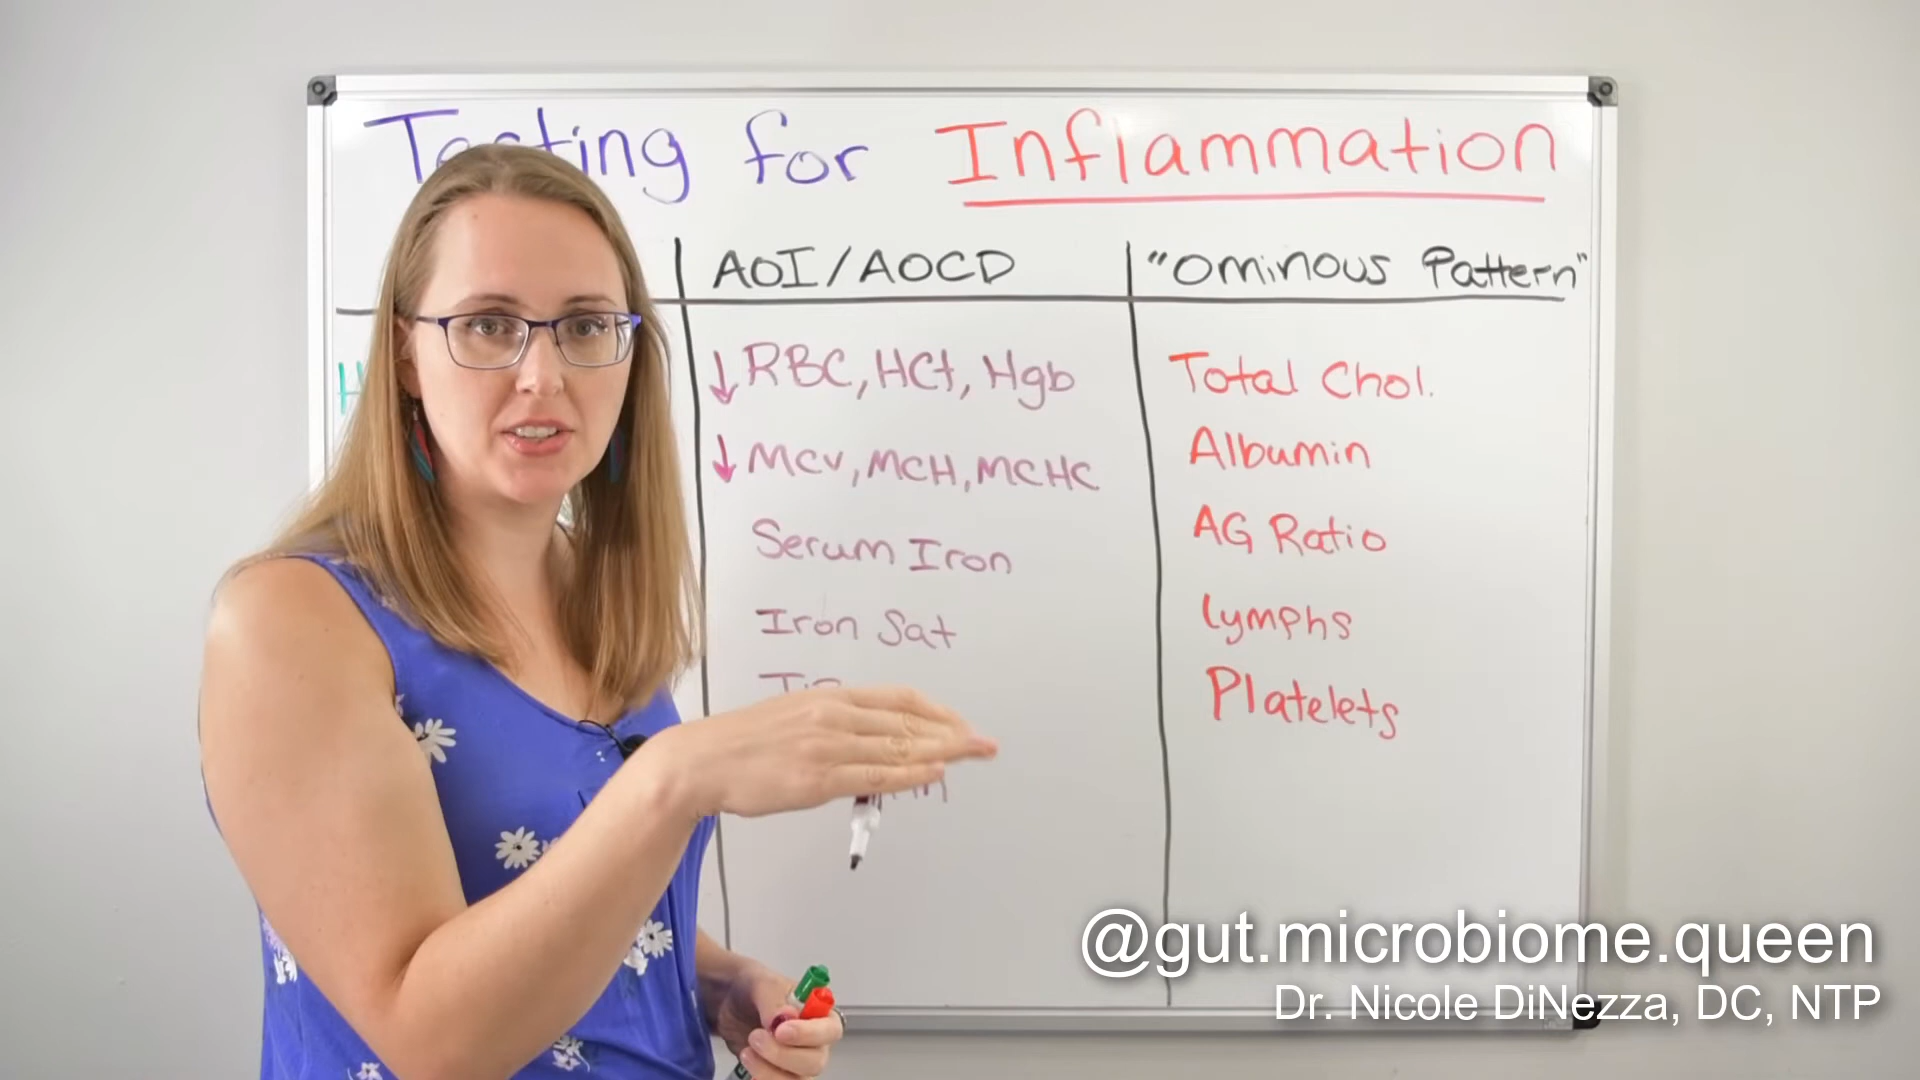 Testing for Inflammation
AOI/AOCD
"Ominous Pattern"
↓ RBC, HCt, Hgb
↓ MCV, MCH, MCHC
Serum Iron
Iron Sat
Total Chol.
Albumin
AG Ratio
Lymphs
Platelets
@gut.microbiome.queen
Dr. Nicole DiNezza, DC, NTP